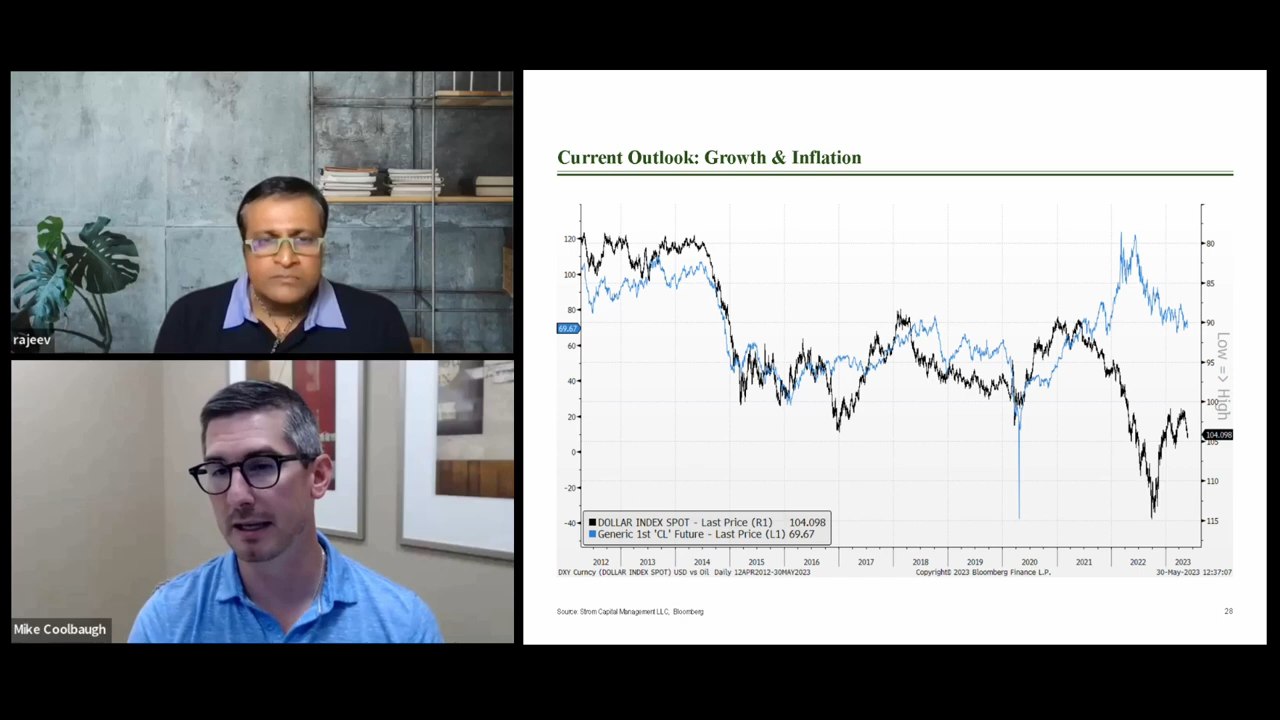 rajeev
Mike Coolbaugh
Current Outlook: Growth & Inflation
120
100
80
69.67
60
40
20
0
-20
-40
80
85
90
95
100
104.098
105
110
115
Low => High
DOLLAR INDEX SPOT - Last Price (R1) 104.098
Generic 1st 'CL' Future - Last Price (L1) 69.67
2012 2013 2014 2015 2016 2017 2018 2019 2020 2021 2022 2023
DXY Curncy (DOLLAR INDEX SPOT) USD vs Oil Daily 12APR2012-30MAY2023 Copyright© 2023 Bloomberg Finance L.P. 30-May-2023 12:37:07
Source: Strom Capital Management LLC, Bloomberg 28